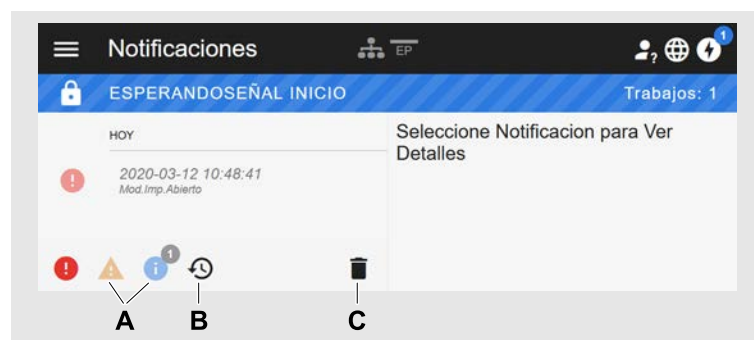 Notificaciones
EP
?
1
ESPERANDOSEÑAL INICIO
Trabajos: 1
HOY
Seleccione Notificacion para Ver
Detalles
2020-03-12 10:48:41
Mod.Imp.Abierto
1
A B C